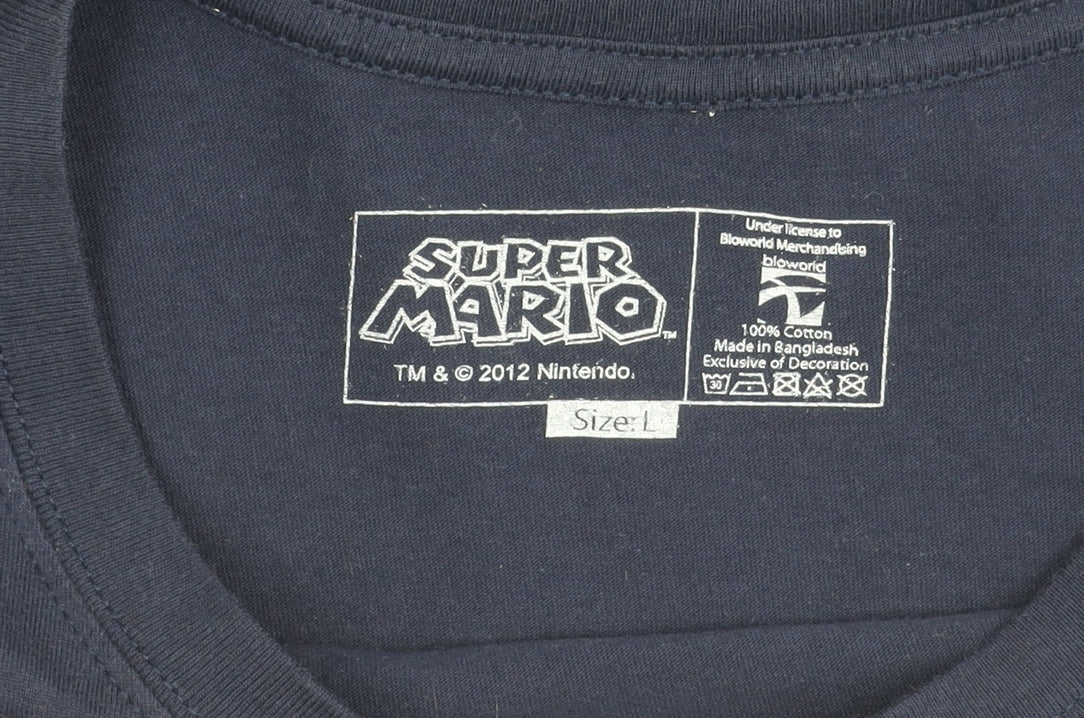 SUPER
MARIO™
TM & © 2012 Nintendo.
Under license to
Bioworld Merchandising
bioworld
100% Cotton
Made in Bangladesh
Exclusive of Decoration
30
Size: L